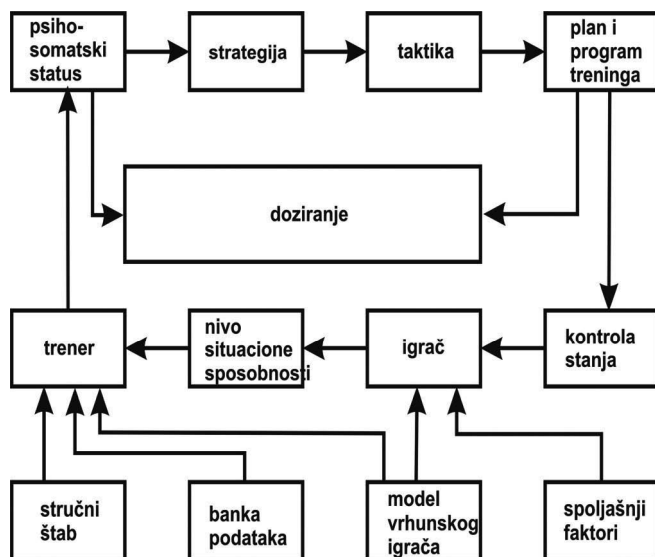 psiho-
somatski
status
strategija
taktika
plan i
program
treninga
doziranje
trener
nivo
situacione
sposobnosti
igrač
kontrola
stanja
stručni
štab
banka
podataka
model
vrhunskog
igrača
spoljašnji
faktori